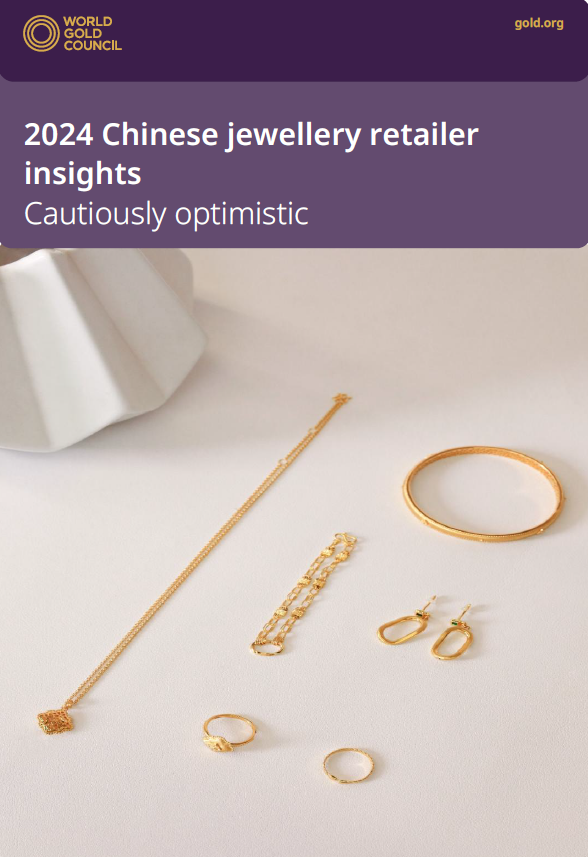 WORLD
GOLD
COUNCIL
gold.org
2024 Chinese jewellery retailer
insights
Cautiously optimistic